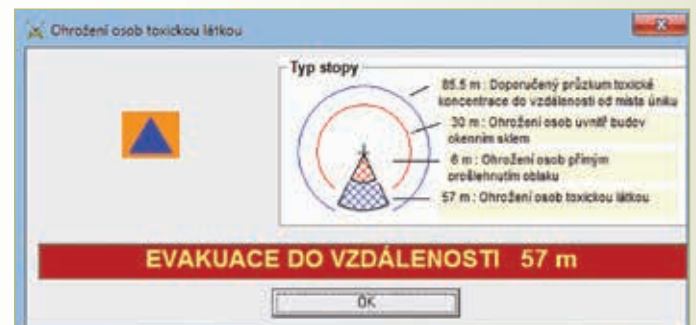 Ohrožení osob toxickou látkou
Typ stopy
85.5 m : Doporučený průzkum toxické
koncentrace do vzdálenosti od místa úniku
30 m : Ohrožení osob uvnitř budov
okenním sklem
6 m : Ohrožení osob přímým
prošlehnutím oblaku
57 m : Ohrožení osob toxickou látkou
EVAKUACE DO VZDÁLENOSTI 57 m
OK